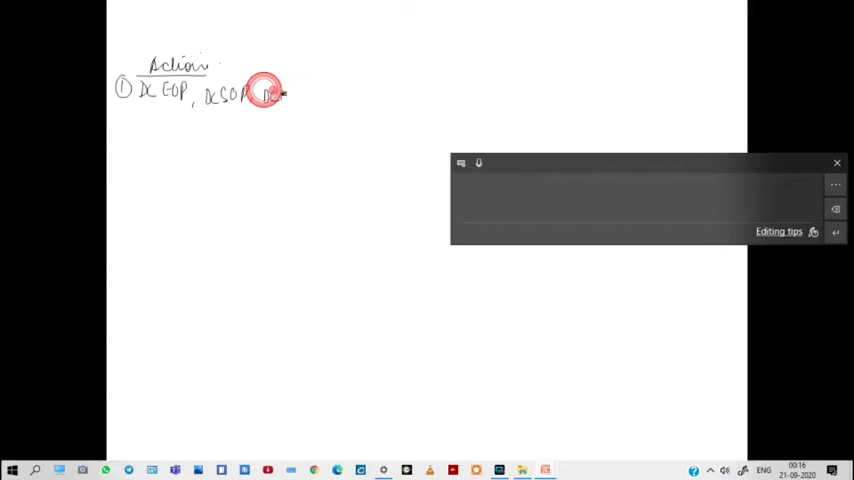 Action
① DC EOP, DCSOP,
Editing tips
ENG
00:16
21-09-2020